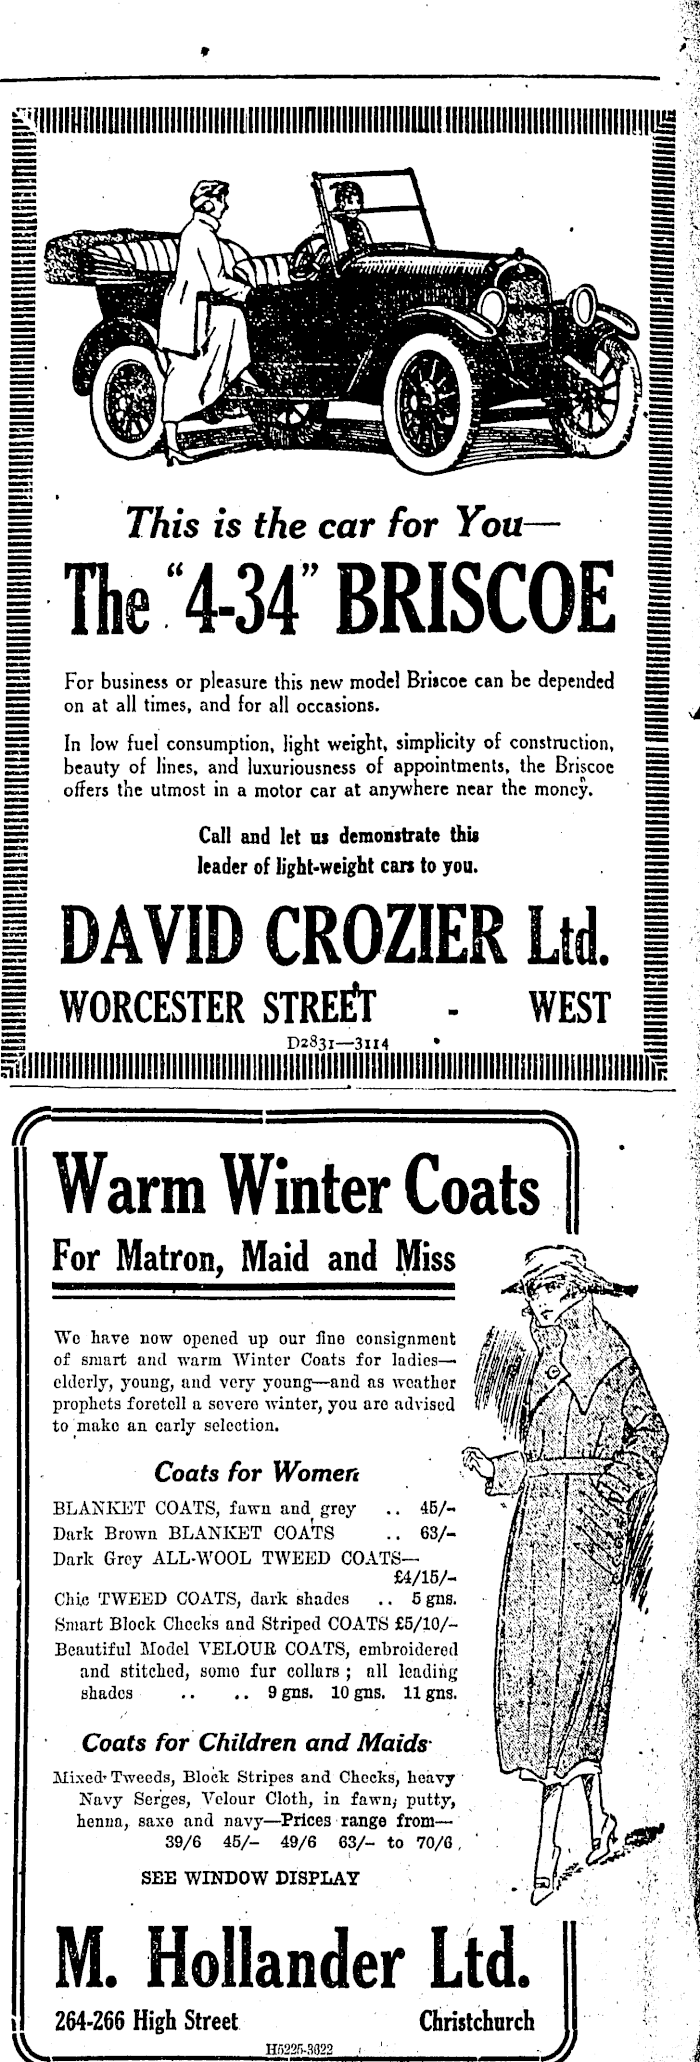 This is the car for You—
The "4-34" BRISCOE
For business or pleasure this new model Briscoe can be depended
on at all times, and for all occasions.
In low fuel consumption, light weight, simplicity of construction,
beauty of lines, and luxuriousness of appointments, the Briscoe
offers the utmost in a motor car at anywhere near the money.
Call and let us demonstrate this
leader of light-weight cars to you.
DAVID CROZIER Ltd.
WORCESTER STREET - WEST
D2831—3114
Warm Winter Coats
For Matron, Maid and Miss
We have now opened up our fine consignment
of smart and warm Winter Coats for ladies—
elderly, young, and very young—and as weather
prophets foretell a severe winter, you are advised
to make an early selection.
Coats for Women
BLANKET COATS, fawn and grey .. 45/-
Dark Brown BLANKET COATS .. 63/-
Dark Grey ALL-WOOL TWEED COATS—
£4/15/-
Chic TWEED COATS, dark shades .. 5 gns.
Smart Block Checks and Striped COATS £5/10/-
Beautiful Model VELOUR COATS, embroidered
and stitched, some fur collars; all leading
shades .. .. 9 gns. 10 gns. 11 gns.
Coats for Children and Maids
Mixed Tweeds, Block Stripes and Checks, heavy
Navy Serges, Velour Cloth, in fawn, putty,
henna, saxe and navy—Prices range from—
39/6 45/- 49/6 63/- to 70/6
SEE WINDOW DISPLAY
M. Hollander Ltd.
264-266 High Street Christchurch
H5225-3622